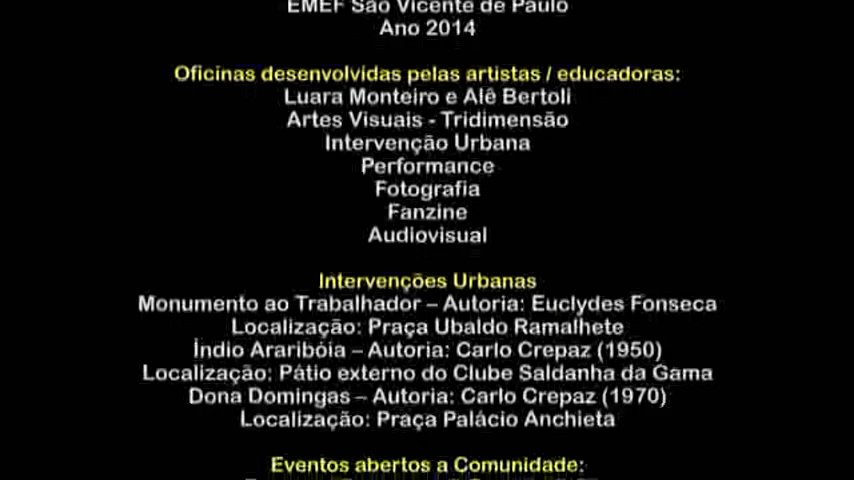 EMEF São Vicente de Paulo
Ano 2014
Oficinas desenvolvidas pelas artistas / educadoras:
Luara Monteiro e Alê Bertoli
Artes Visuais - Tridimensão
Intervenção Urbana
Performance
Fotografia
Fanzine
Audiovisual
Intervenções Urbanas
Monumento ao Trabalhador – Autoria: Euclydes Fonseca
Localização: Praça Ubaldo Ramalhete
Índio Araribóia – Autoria: Carlo Crepaz (1950)
Localização: Pátio externo do Clube Saldanha da Gama
Dona Domingas – Autoria: Carlo Crepaz (1970)
Localização: Praça Palácio Anchieta
Eventos abertos a Comunidade: